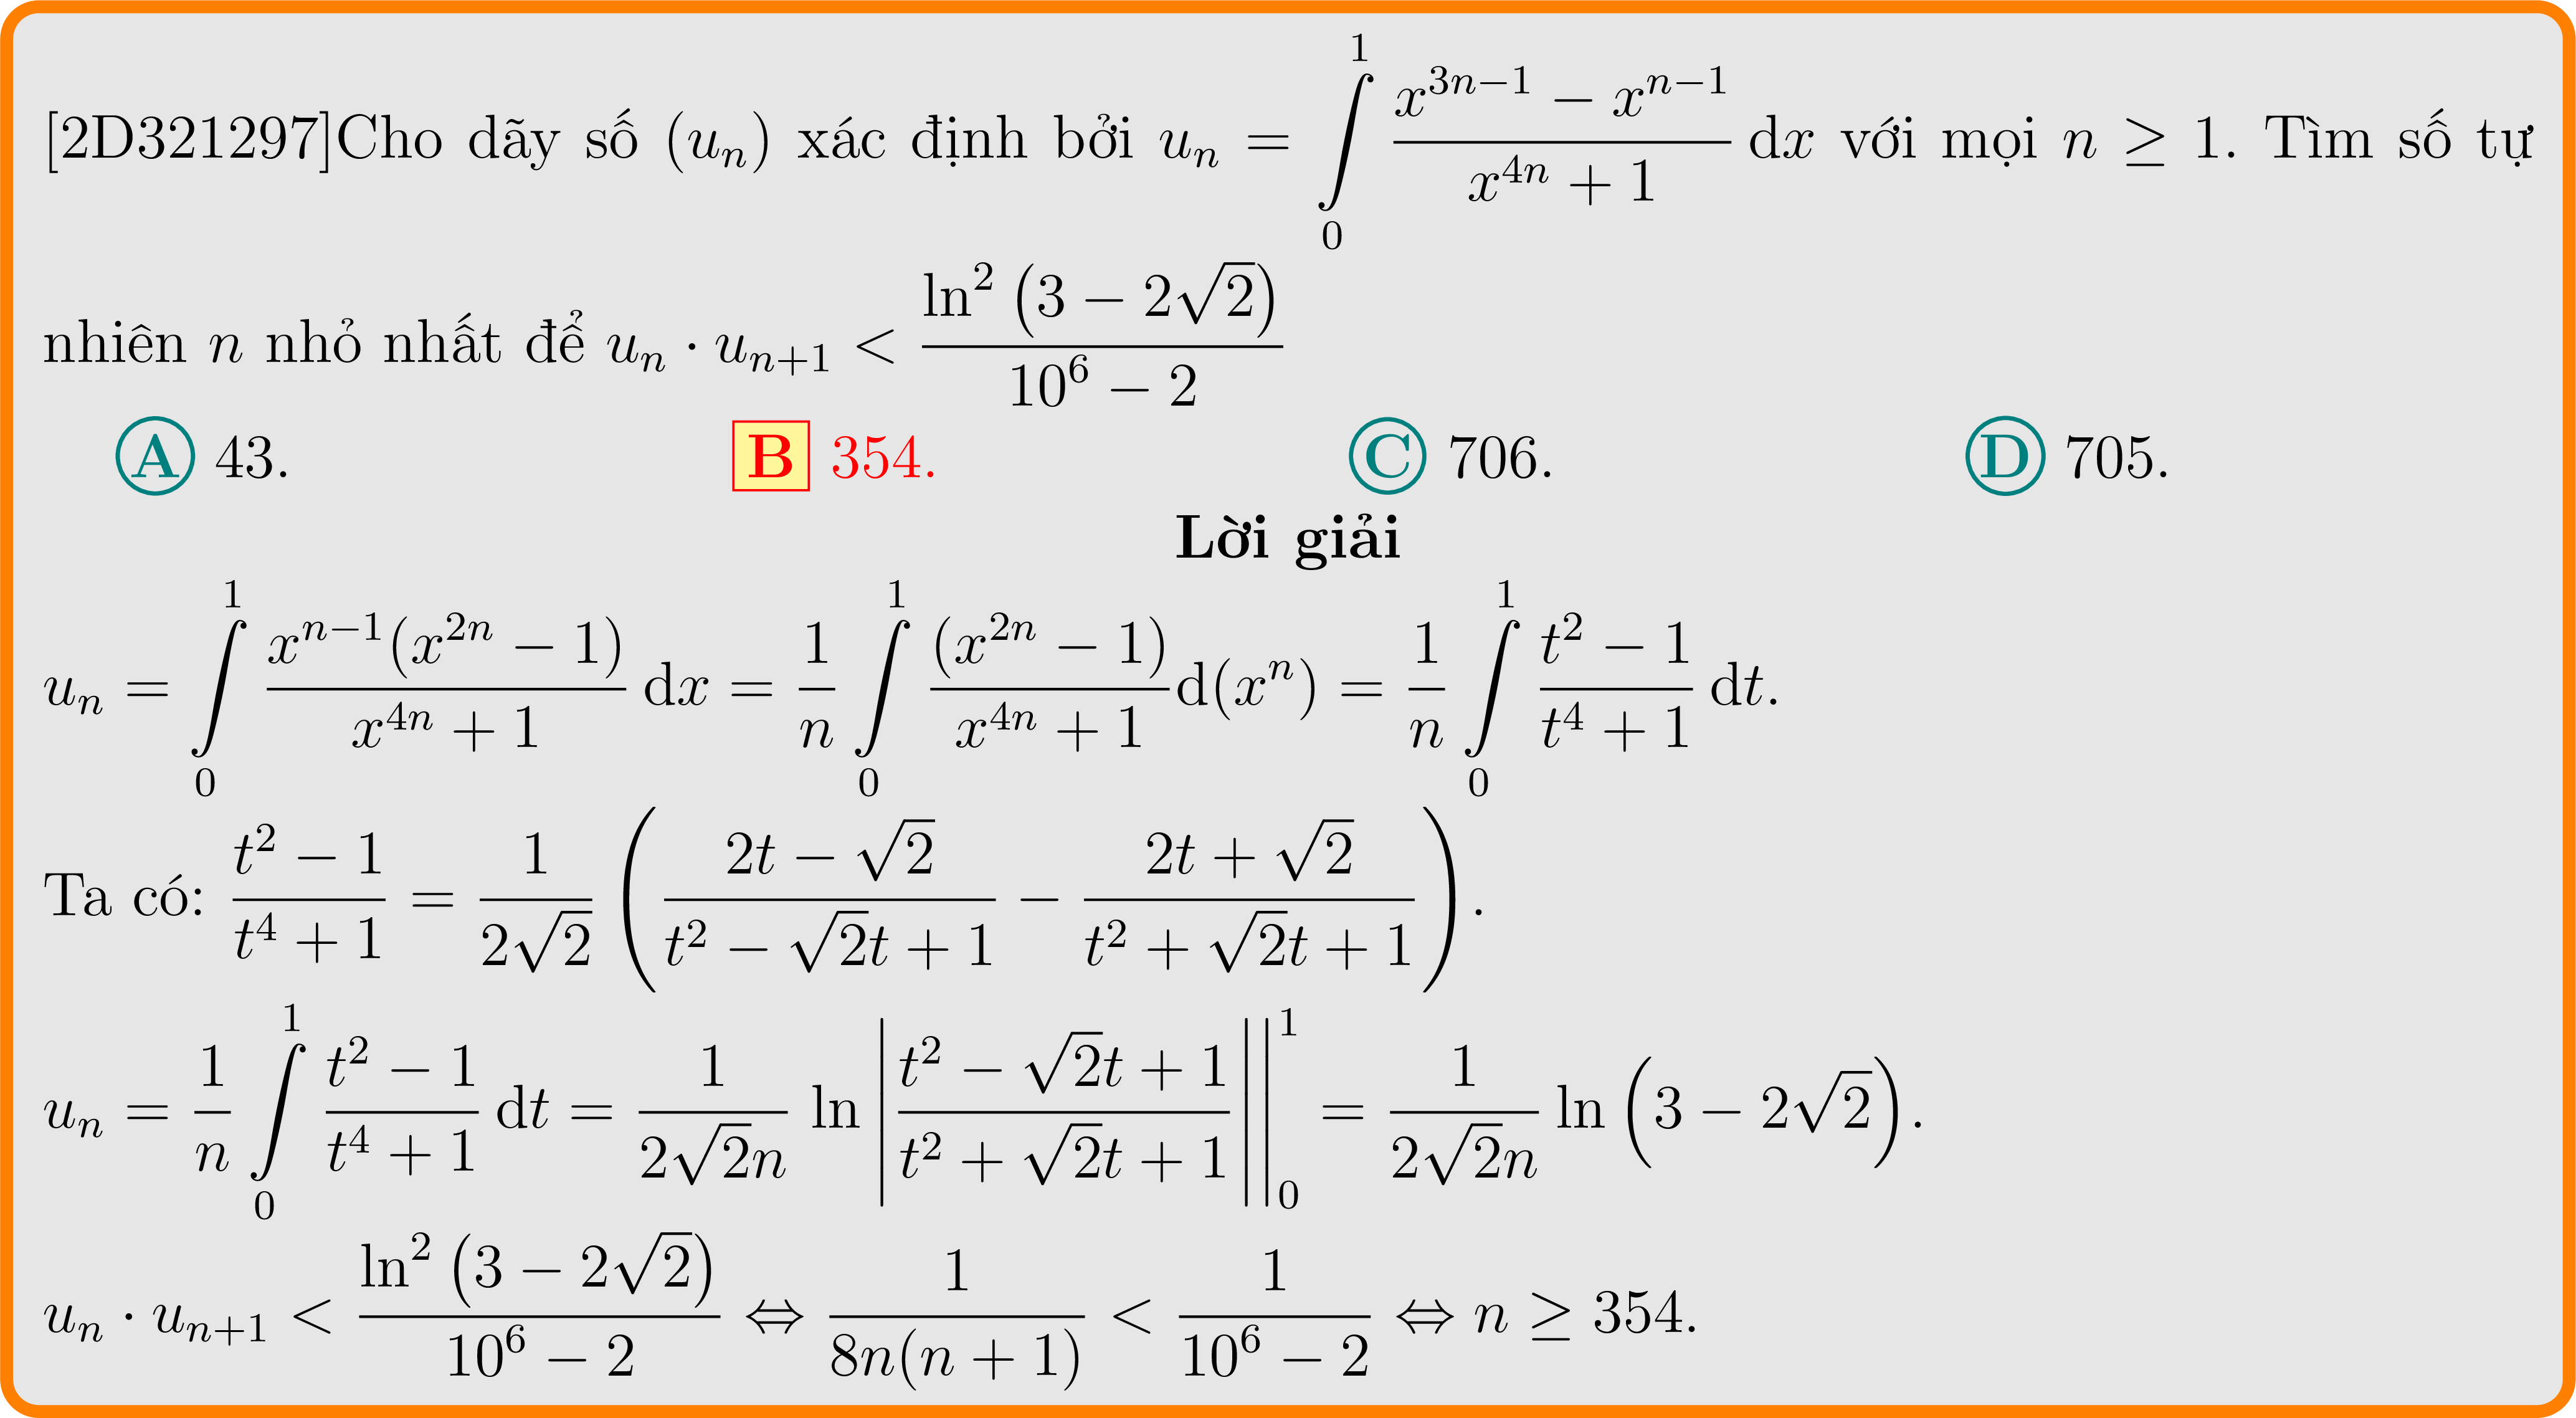 [2D321297]Cho dãy số $(u_n)$ xác định bởi $u_n = \int\limits_0^1 \frac{x^{3n-1} - x^{n-1}}{x^{4n} + 1}\,\mathrm{d}x$ với mọi $n \geq 1$. Tìm số tự
nhiên $n$ nhỏ nhất để $u_n \cdot u_{n+1} < \frac{\ln^2 \left(3 - 2\sqrt{2}\right)}{10^6 - 2}$
A 43. B 354. C 706. D 705.
Lời giải
$u_n = \int\limits_0^1 \frac{x^{n-1}(x^{2n} - 1)}{x^{4n} + 1}\,\mathrm{d}x = \frac{1}{n} \int\limits_0^1 \frac{(x^{2n} - 1)}{x^{4n} + 1}\mathrm{d}(x^n) = \frac{1}{n} \int\limits_0^1 \frac{t^2 - 1}{t^4 + 1}\,\mathrm{d}t.$
Ta có: $\frac{t^2 - 1}{t^4 + 1} = \frac{1}{2\sqrt{2}} \left( \frac{2t - \sqrt{2}}{t^2 - \sqrt{2}t + 1} - \frac{2t + \sqrt{2}}{t^2 + \sqrt{2}t + 1} \right).$
$u_n = \frac{1}{n} \int\limits_0^1 \frac{t^2 - 1}{t^4 + 1}\,\mathrm{d}t = \frac{1}{2\sqrt{2}n} \ln \left| \frac{t^2 - \sqrt{2}t + 1}{t^2 + \sqrt{2}t + 1} \right| \Big|_0^1 = \frac{1}{2\sqrt{2}n} \ln \left(3 - 2\sqrt{2}\right).$
$u_n \cdot u_{n+1} < \frac{\ln^2 \left(3 - 2\sqrt{2}\right)}{10^6 - 2} \Leftrightarrow \frac{1}{8n(n + 1)} < \frac{1}{10^6 - 2} \Leftrightarrow n \geq 354.$